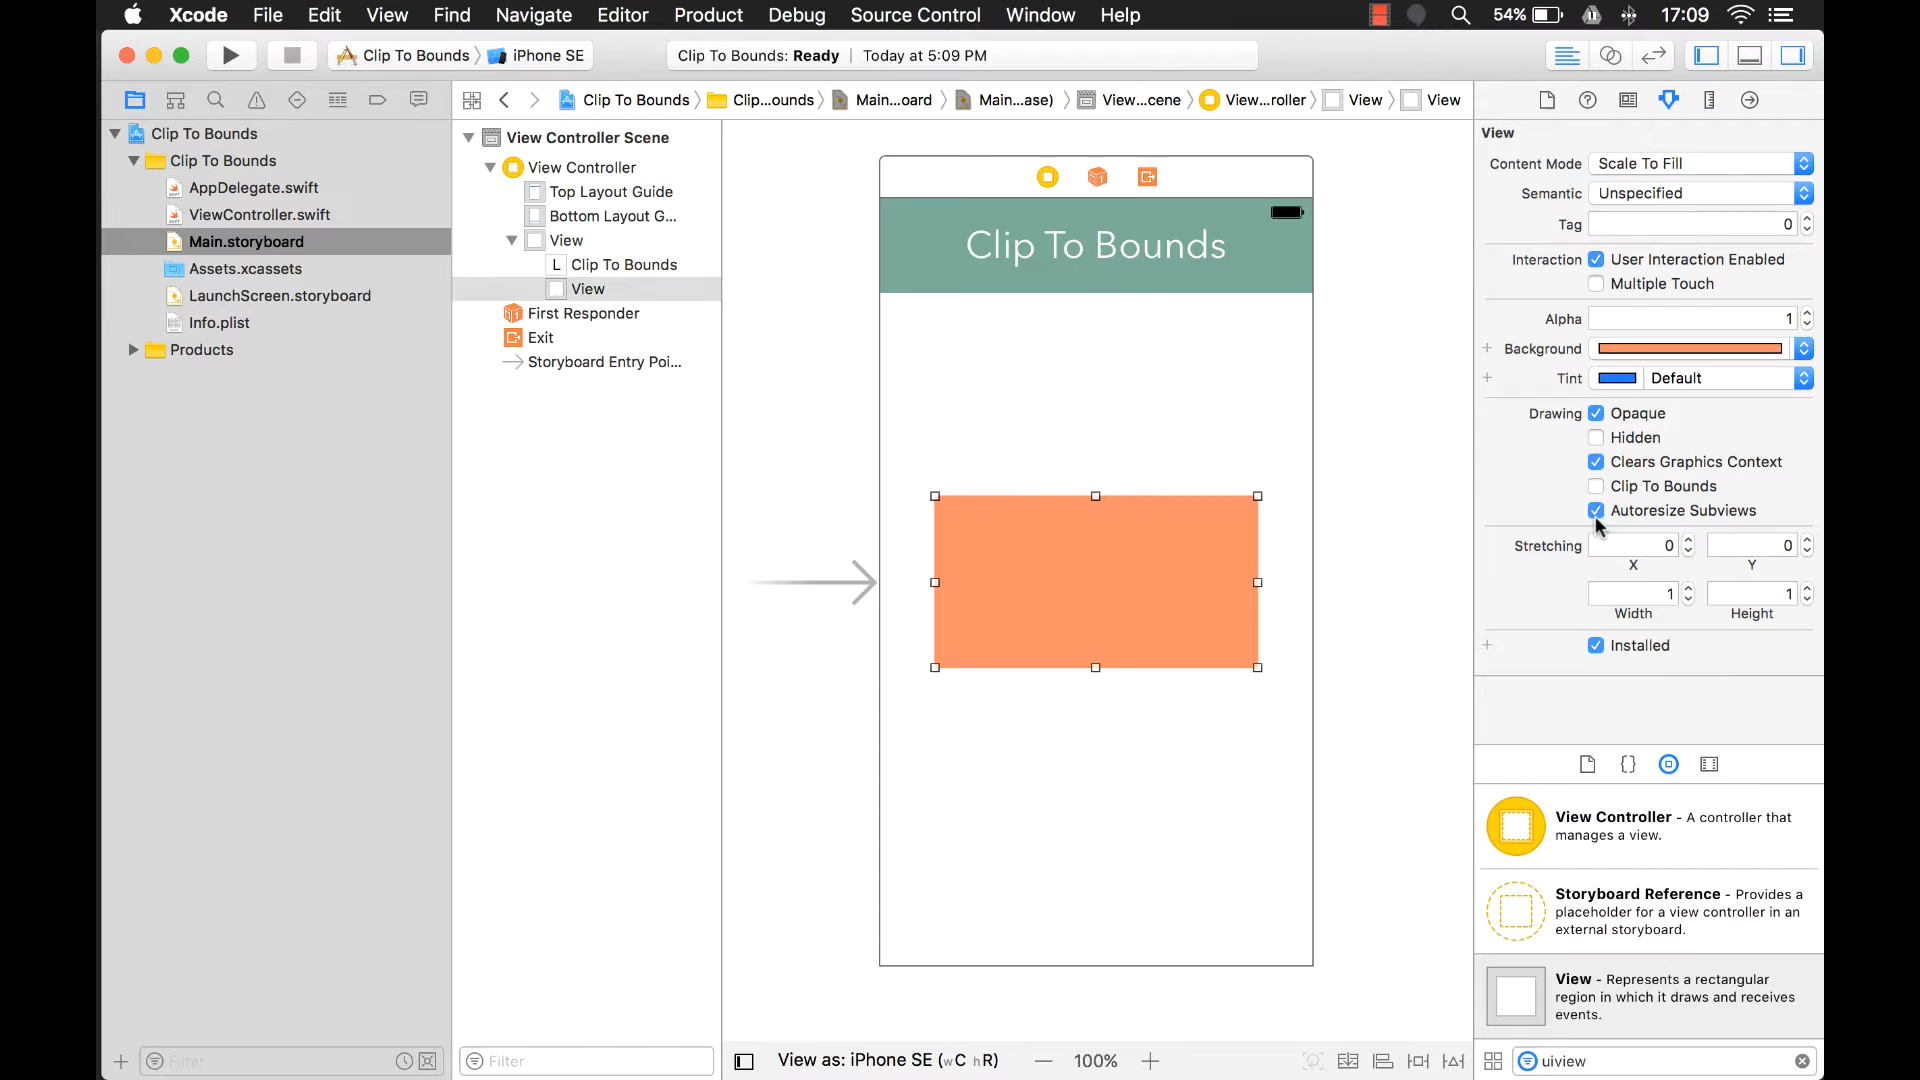 Xcode File Edit View Find Navigate Editor Product Debug Source Control Window Help 54% 17:09
Clip To Bounds iPhone SE Clip To Bounds: Ready Today at 5:09 PM
Clip To Bounds Clip...ounds Main...oard Main...ase) View...cene View...roller View View
Clip To Bounds
Clip To Bounds
AppDelegate.swift
ViewController.swift
Main.storyboard
Assets.xcassets
LaunchScreen.storyboard
Info.plist
Products
Filter
View Controller Scene
View Controller
Top Layout Guide
Bottom Layout G...
View
L Clip To Bounds
View
First Responder
Exit
Storyboard Entry Poi...
Filter
Clip To Bounds
View as: iPhone SE (wC hR) 100%
View
Content Mode Scale To Fill
Semantic Unspecified
Tag 0
Interaction User Interaction Enabled
Multiple Touch
Alpha 1
Background
Tint Default
Drawing Opaque
Hidden
Clears Graphics Context
Clip To Bounds
Autoresize Subviews
Stretching 0 0
X Y
1 1
Width Height
Installed
View Controller - A controller that
manages a view.
Storyboard Reference - Provides a
placeholder for a view controller in an
external storyboard.
View - Represents a rectangular
region in which it draws and receives
events.
uiview